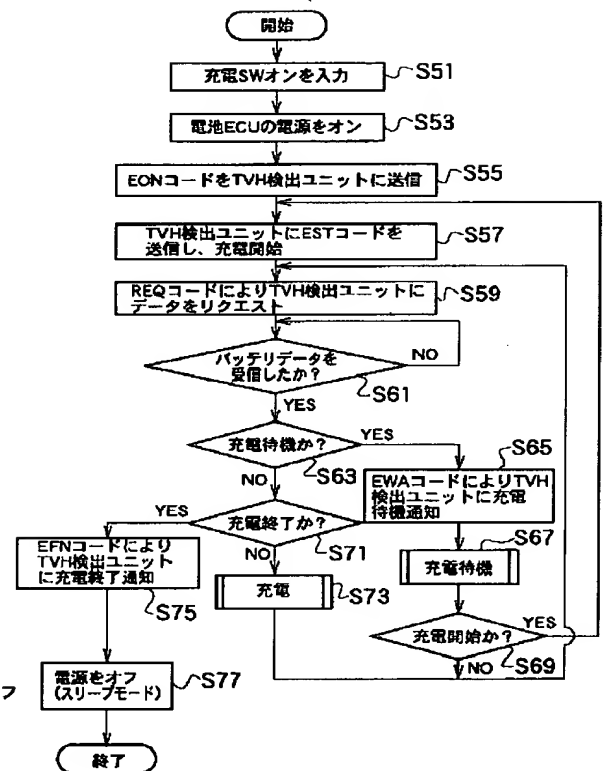 開始
充電SWオンを入力
S51
電池ECUの電源をオン
S53
EONコードをTVH検出ユニットに送信
S55
TVH検出ユニットにESTコードを
送信し、充電開始
S57
REQコードによりTVH検出ユニットに
データをリクエスト
S59
バッテリデータを
受信したか?
NO
S61
YES
充電待機か?
YES
S63
NO
S65
EWAコードによりTVH
検出ユニットに充電
待機通知
充電終了か?
YES
S71
NO
S67
充電待機
EFNコードにより
TVH検出ユニット
に充電終了通知
S75
充電
S73
充電開始か?
YES
S69
NO
電源をオフ
(スリープモード)
S77
フ
終了